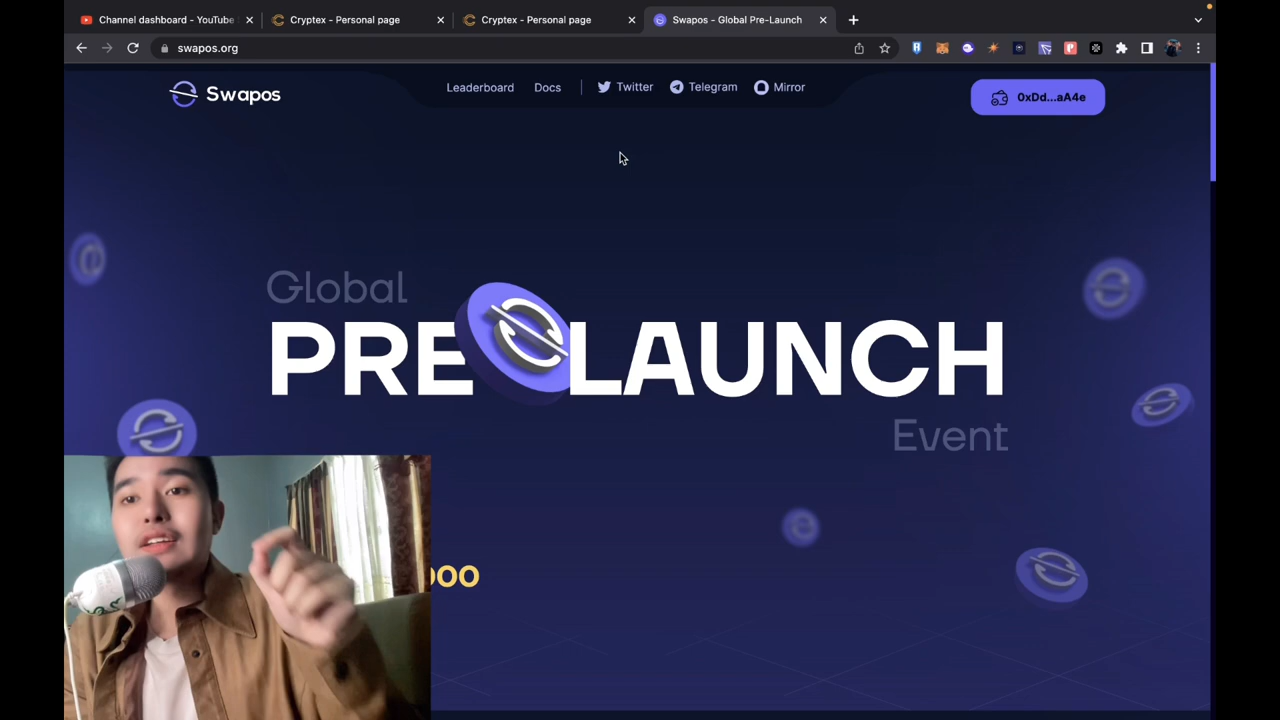 Channel dashboard - YouTube
Cryptex - Personal page
Cryptex - Personal page
Swapos - Global Pre-Launch
swapos.org
Swapos
Leaderboard
Docs
Twitter
Telegram
Mirror
0xDd...aA4e
Global
PRE LAUNCH
Event